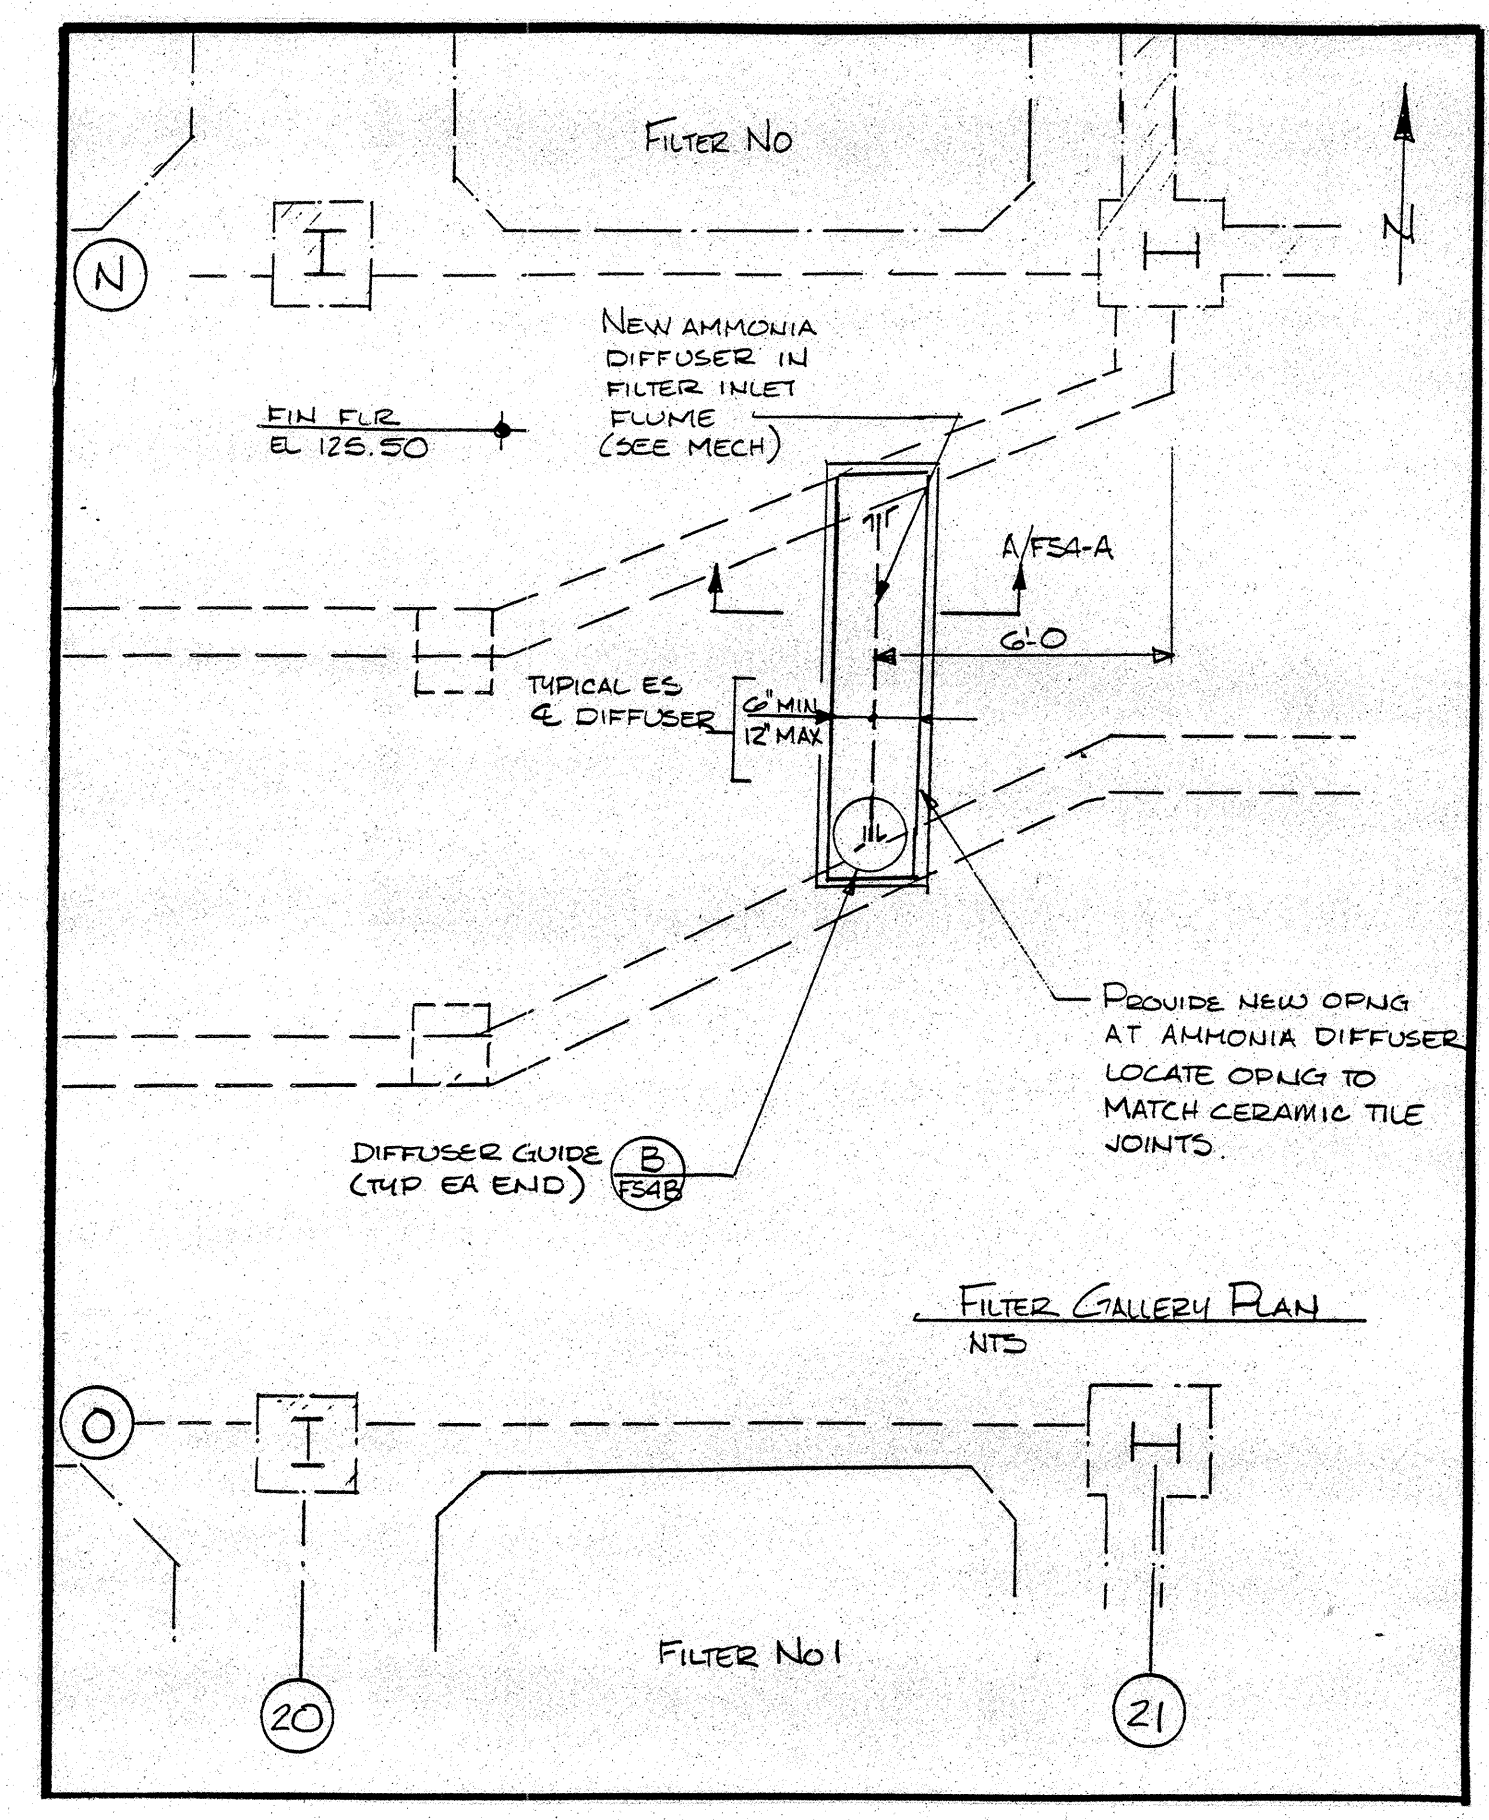 FILTER NO
N
N
NEW AMMONIA
DIFFUSER IN
FILTER INLET
FLUME
(SEE MECH)
FIN FLR
EL 125.50
A/FS4-A
6'-0
TYPICAL ES
℄ DIFFUSER
6" MIN
12" MAX
PROVIDE NEW OPNG
AT AMMONIA DIFFUSER
LOCATE OPNG TO
MATCH CERAMIC TILE
JOINTS.
DIFFUSER GUIDE
(TYP EA END)
B
FS4B
FILTER GALLERY PLAN
NTS
O
FILTER NO 1
20
21